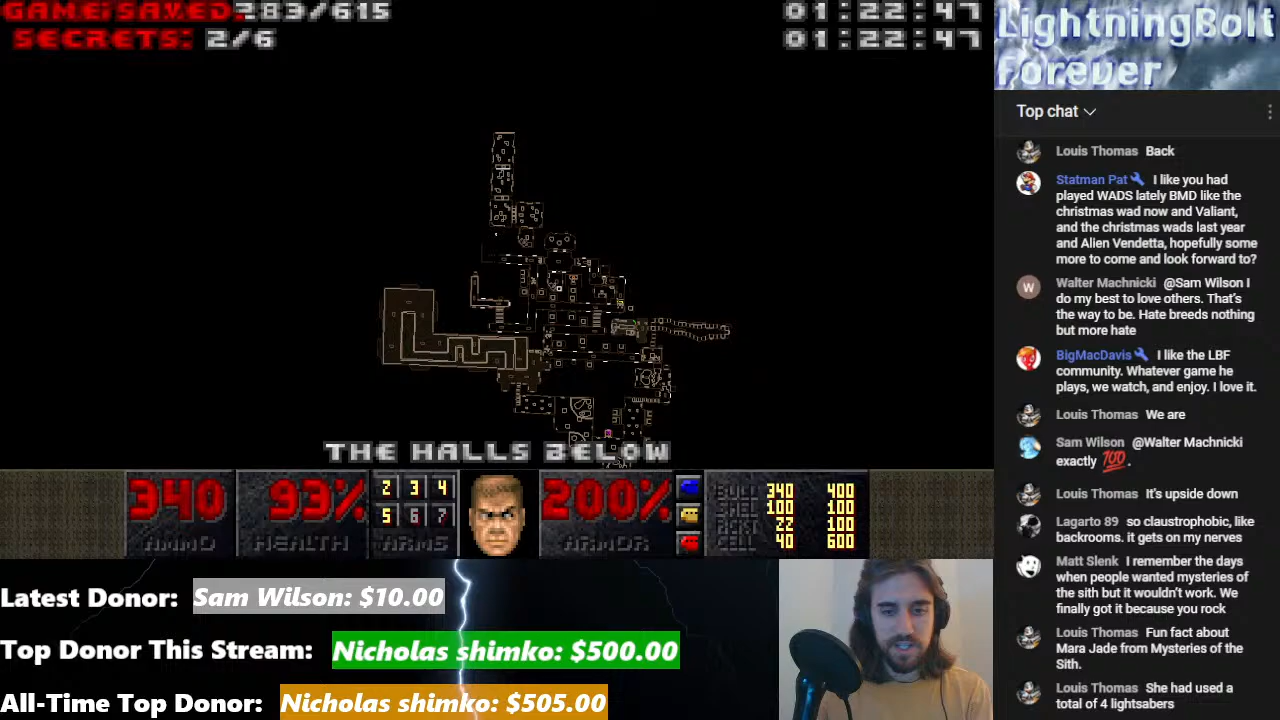 GAME SAVED. 283/615
SECRETS: 2/6
01:22:47
01:22:47
THE HALLS BELOW
340
AMMO
93%
HEALTH
2 3 4
5 6 7
ARMS
200%
ARMOR
BULL 340 400
SHEL 100 100
RCKT 22 100
CELL 40 600
Latest Donor: Sam Wilson: $10.00
Top Donor This Stream: Nicholas shimko: $500.00
All-Time Top Donor: Nicholas shimko: $505.00
LightningBolt
Forever
Top chat
Louis Thomas Back
Statman Pat I like you had
played WADS lately BMD like the
christmas wad now and Valiant,
and the christmas wads last year
and Alien Vendetta, hopefully some
more to come and look forward to?
Walter Machnicki @Sam Wilson I
do my best to love others. That's
the way to be. Hate breeds nothing
but more hate
BigMacDavis I like the LBF
community. Whatever game he
plays, we watch, and enjoy. I love it.
Louis Thomas We are
Sam Wilson @Walter Machnicki
exactly 💯.
Louis Thomas It's upside down
Lagarto 89 so claustrophobic, like
backrooms. it gets on my nerves
Matt Slenk I remember the days
when people wanted mysteries of
the sith but it wouldn't work. We
finally got it because you rock
Louis Thomas Fun fact about
Mara Jade from Mysteries of the
Sith.
Louis Thomas She had used a
total of 4 lightsabers